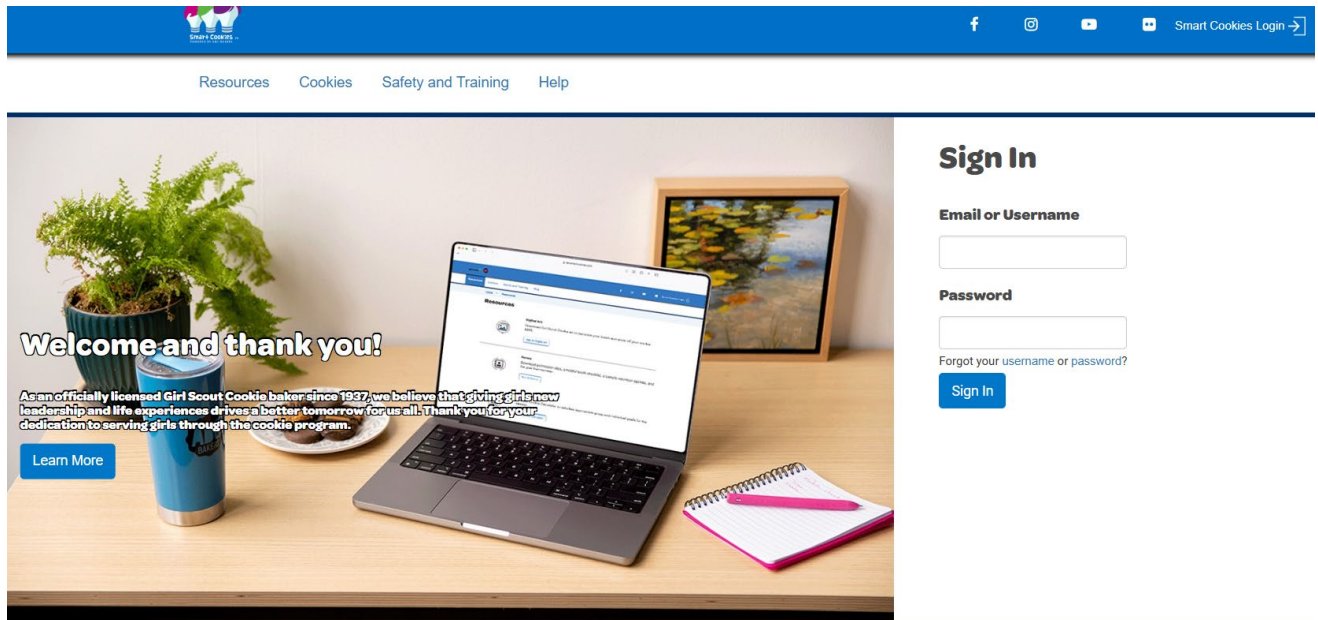 Smart Cookies
Smart Cookies Login
Resources Cookies Safety and Training Help
Sign In
Email or Username
Password
Forgot your username or password?
Sign In
Welcome and thank you!
As an officially licensed Girl Scout Cookie baker since 1937, we believe that giving girls new
leadership and life experiences drives a better tomorrow for us all. Thank you for your
dedication to serving girls through the cookie program.
Learn More
Resources